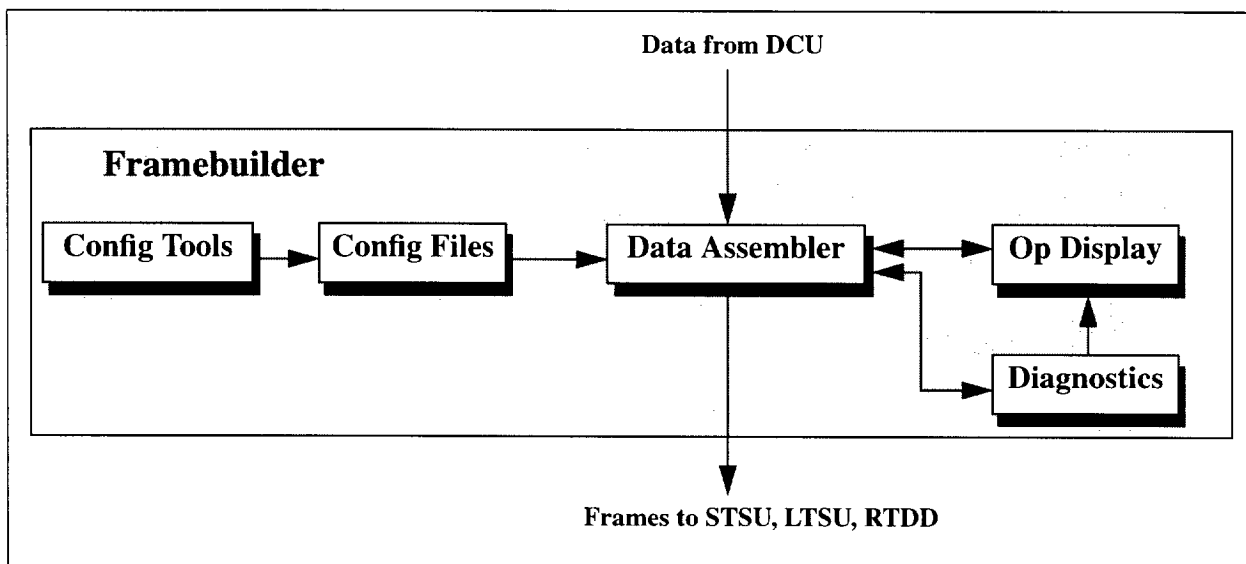 Data from DCU
Framebuilder
Config Tools
Config Files
Data Assembler
Op Display
Diagnostics
Frames to STSU, LTSU, RTDD